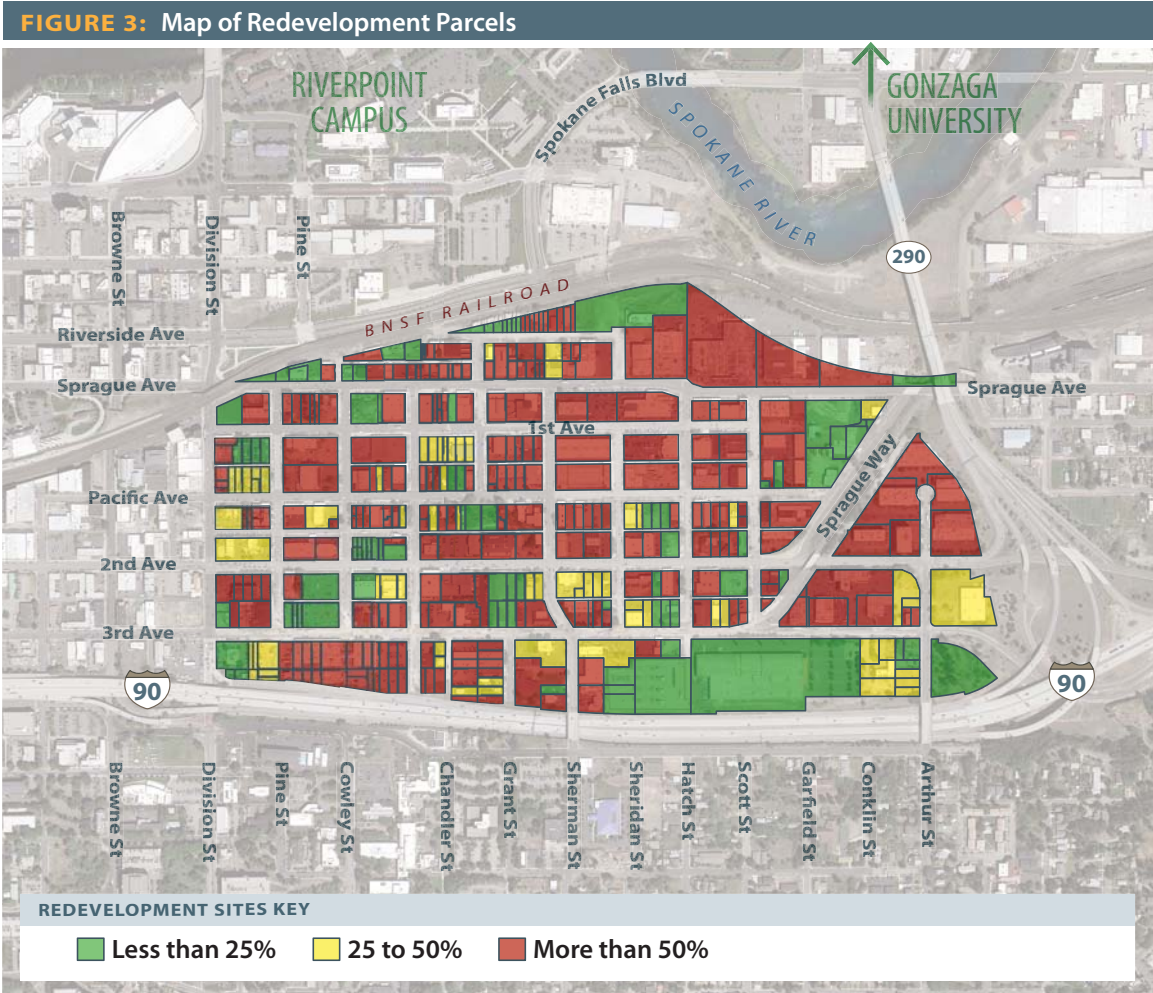 FIGURE 3: Map of Redevelopment Parcels
RIVERPOINT
CAMPUS
Spokane Falls Blvd
SPOKANE RIVER
GONZAGA
UNIVERSITY
290
Browne St
Division St
Pine St
BNSF RAILROAD
Riverside Ave
Sprague Ave
Sprague Ave
1st Ave
Sprague Way
Pacific Ave
2nd Ave
3rd Ave
90
90
Browne St
Division St
Pine St
Cowley St
Chandler St
Grant St
Sherman St
Sheridan St
Hatch St
Scott St
Garfield St
Conklin St
Arthur St
REDEVELOPMENT SITES KEY
Less than 25%
25 to 50%
More than 50%